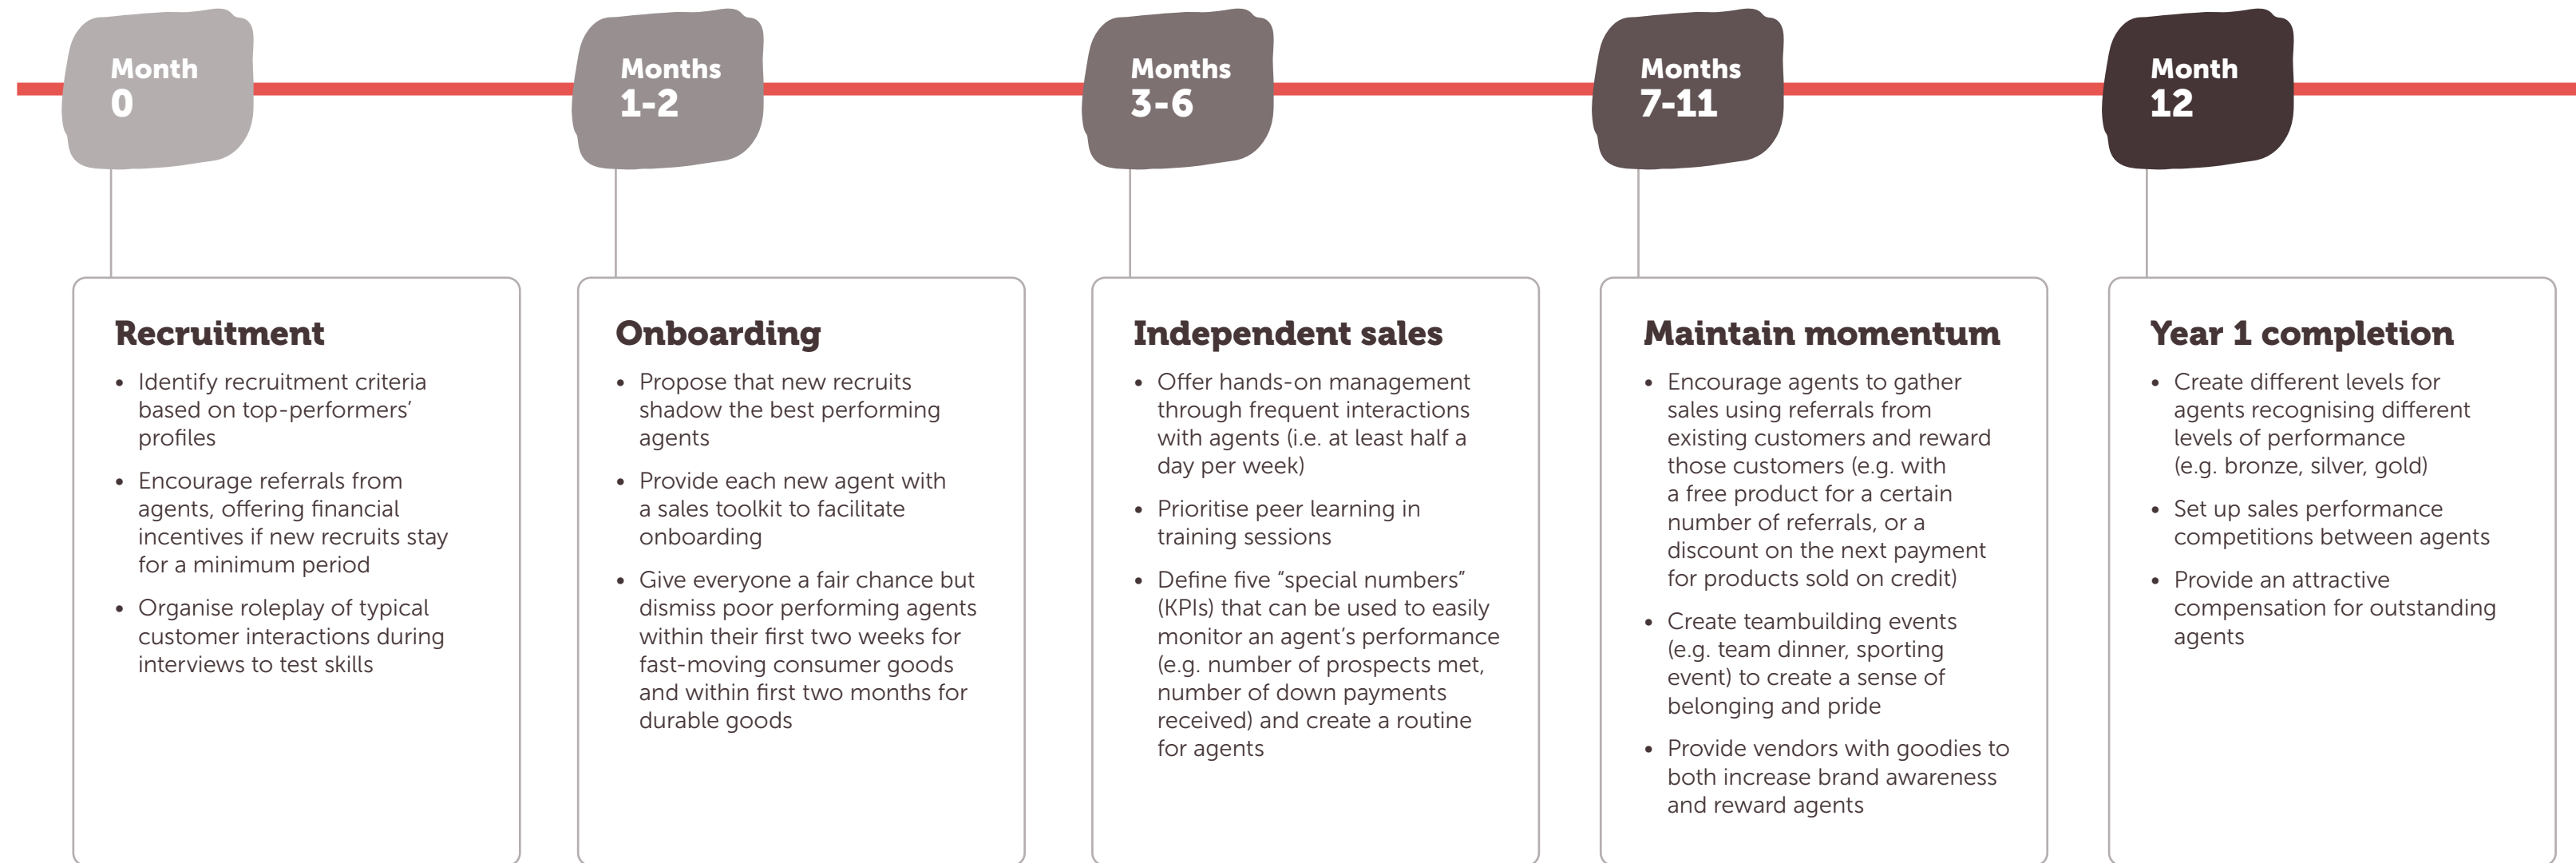 Month
0
Months
1-2
Months
3-6
Months
7-11
Month
12
Recruitment
• Identify recruitment criteria
based on top-performers’
profiles
• Encourage referrals from
agents, offering financial
incentives if new recruits stay
for a minimum period
• Organise roleplay of typical
customer interactions during
interviews to test skills
Onboarding
• Propose that new recruits
shadow the best performing
agents
• Provide each new agent with
a sales toolkit to facilitate
onboarding
• Give everyone a fair chance but
dismiss poor performing agents
within their first two weeks for
fast-moving consumer goods
and within first two months for
durable goods
Independent sales
• Offer hands-on management
through frequent interactions
with agents (i.e. at least half a
day per week)
• Prioritise peer learning in
training sessions
• Define five “special numbers”
(KPIs) that can be used to easily
monitor an agent’s performance
(e.g. number of prospects met,
number of down payments
received) and create a routine
for agents
Maintain momentum
• Encourage agents to gather
sales using referrals from
existing customers and reward
those customers (e.g. with
a free product for a certain
number of referrals, or a
discount on the next payment
for products sold on credit)
• Create teambuilding events
(e.g. team dinner, sporting
event) to create a sense of
belonging and pride
• Provide vendors with goodies to
both increase brand awareness
and reward agents
Year 1 completion
• Create different levels for
agents recognising different
levels of performance
(e.g. bronze, silver, gold)
• Set up sales performance
competitions between agents
• Provide an attractive
compensation for outstanding
agents